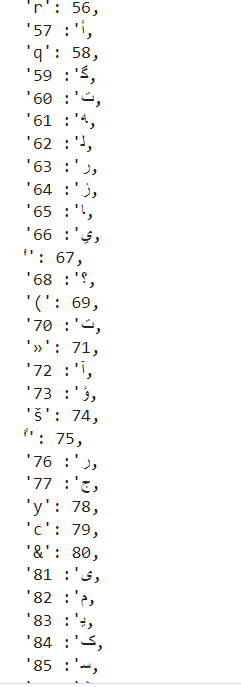 'r': 56,
'أ': 57,
'q': 58,
'گ': 59,
'ت': 60,
'ﻬ': 61,
'ﻟ': 62,
'ر': 63,
'ز': 64,
'ﺎ': 65,
'ي': 66,
': 67,
'؟': 68,
'(': 69,
'ت': 70,
'»': 71,
'آ': 72,
'ؤ': 73,
'š': 74,
': 75,
'ﺮ': 76,
'ج': 77,
'y': 78,
'c': 79,
'&': 80,
'ى': 81,
'م': 82,
'ﻳ': 83,
'ک': 84,
'ﺳ': 85,